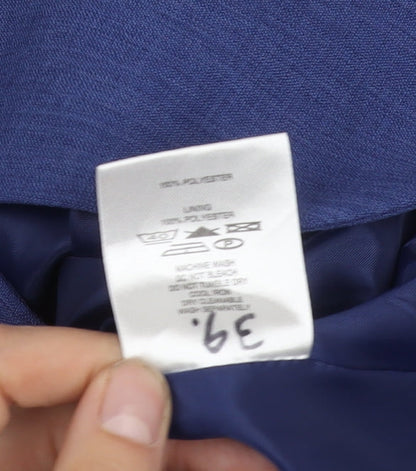 100% POLYESTER
LINING
100% POLYESTER
40
P
MACHINE WASH
DO NOT BLEACH
DO NOT TUMBLE DRY
COOL IRON
DRY CLEANABLE
WASH SEPARATELY
39.